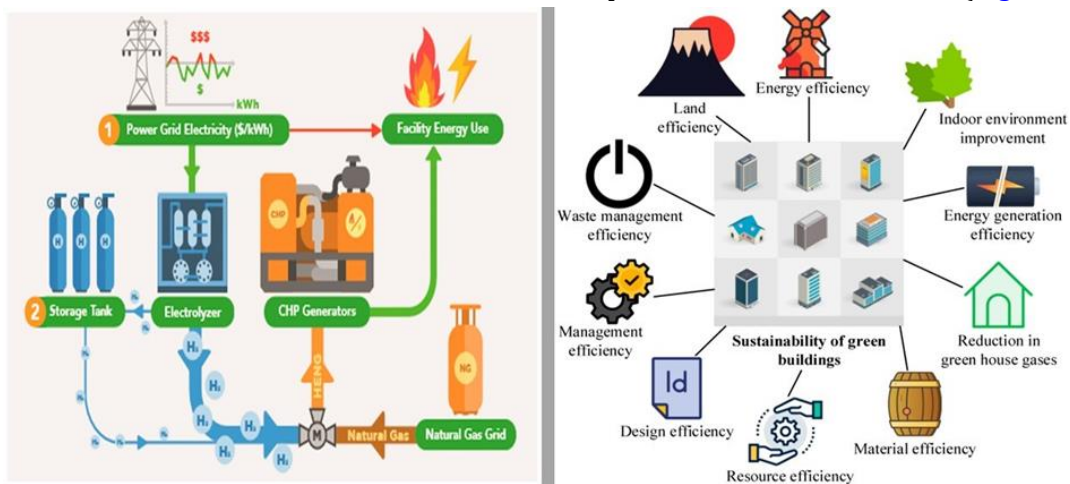 $$$
$
kWh
1 Power Grid Electricity ($/kWh)
Facility Energy Use
H H H
CHP
2 Storage Tank
Electrolyzer
CHP Generators
H₂
H₂
H₂
H₂
H₂
H₂
HENG
NG
M
Natural Gas
Natural Gas Grid
Land
efficiency
Energy efficiency
Indoor environment
improvement
Waste management
efficiency
Energy generation
efficiency
Management
efficiency
Sustainability of green
buildings
Reduction in
green house gases
Id
Design efficiency
Resource efficiency
Material efficiency